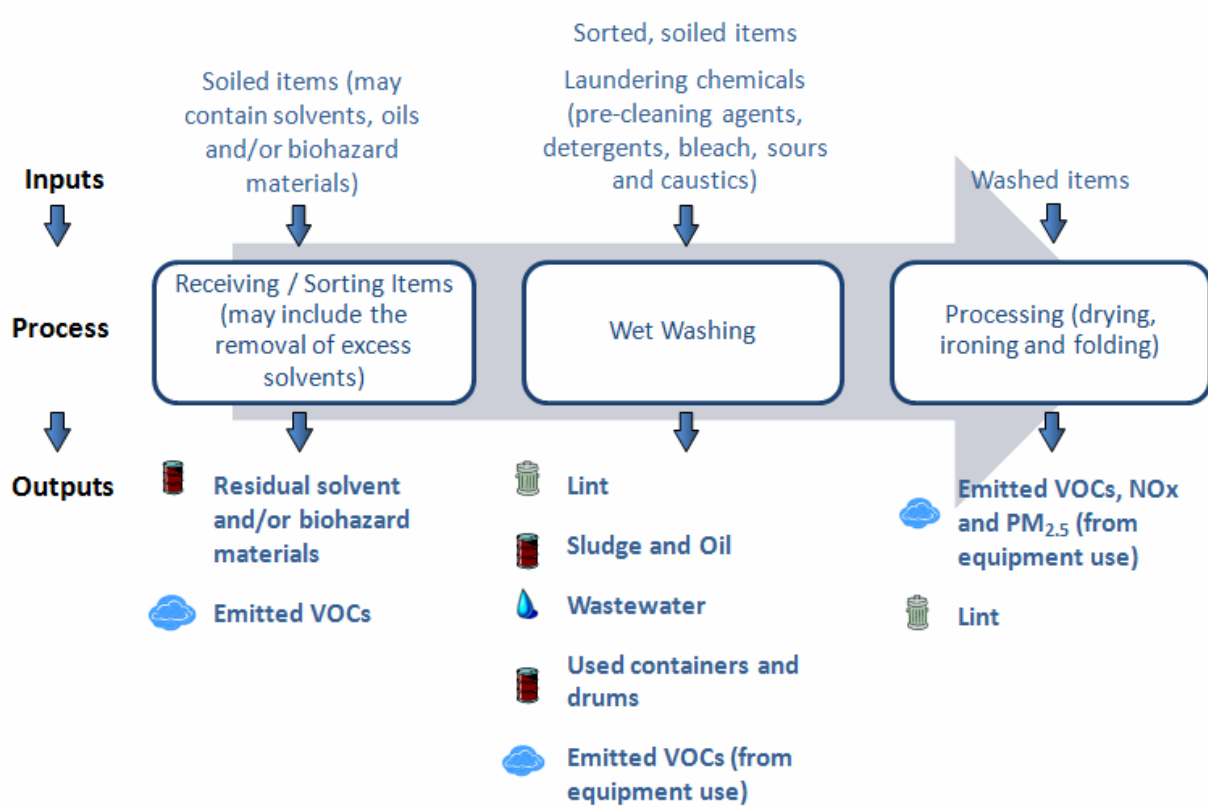 Inputs
Process
Outputs
Soiled items (may
contain solvents, oils
and/or biohazard
materials)
Receiving / Sorting Items
(may include the
removal of excess
solvents)
Residual solvent
and/or biohazard
materials
Emitted VOCs
Sorted, soiled items
Laundering chemicals
(pre-cleaning agents,
detergents, bleach, sours
and caustics)
Wet Washing
Lint
Sludge and Oil
Wastewater
Used containers and
drums
Emitted VOCs (from
equipment use)
Washed items
Processing (drying,
ironing and folding)
Emitted VOCs, NOx
and PM2.5 (from
equipment use)
Lint